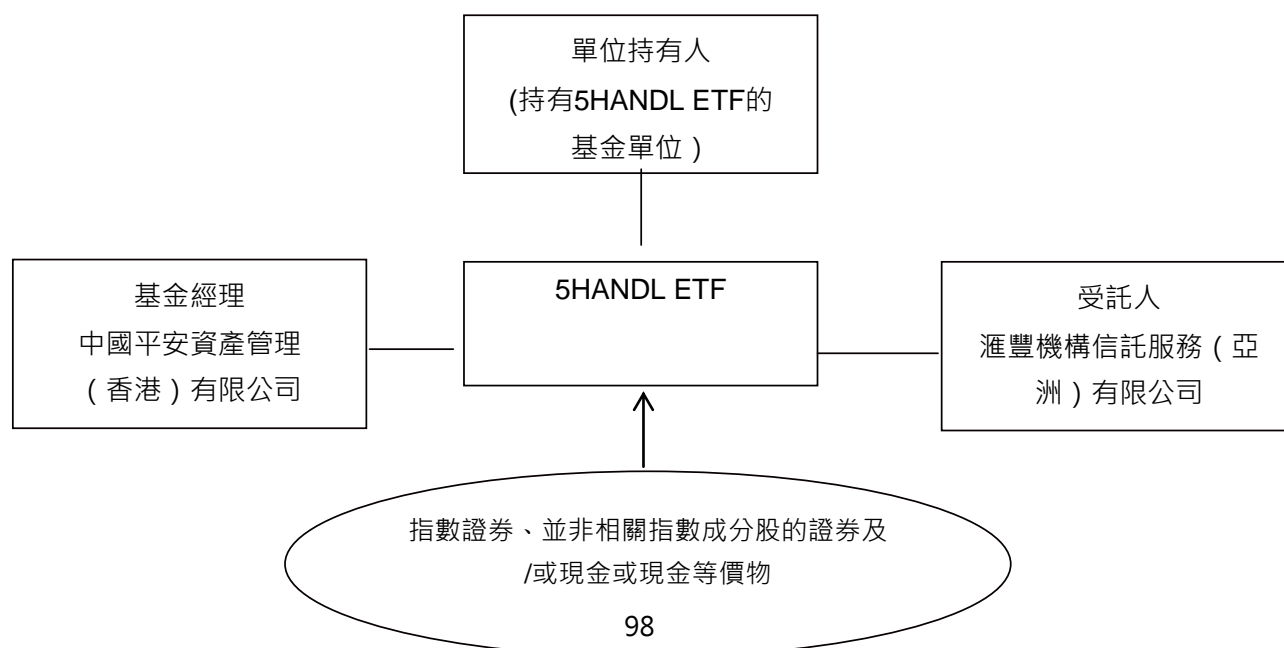 單位持有人
(持有5HANDL ETF的
基金單位）
基金經理
中國平安資產管理
（香港）有限公司
5HANDL ETF
受託人
滙豐機構信託服務（亞
洲）有限公司
指數證券、並非相關指數成分股的證券及
/或現金或現金等價物
98